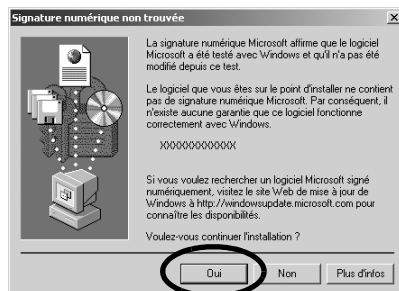 Signature numérique non trouvée
La signature numérique Microsoft affirme que le logiciel
Microsoft a été testé avec Windows et qu'il n'a pas été
modifié depuis ce test.
Le logiciel que vous êtes sur le point d'installer ne contient
pas de signature numérique Microsoft. Par conséquent, il
n'existe aucune garantie que ce logiciel fonctionne
correctement avec Windows.
XXXXXXXXXXXX
Si vous voulez rechercher un logiciel Microsoft signé
numériquement, visitez le site Web de mise à jour de
Windows à http://windowsupdate.microsoft.com pour
connaître les disponibilités.
Voulez-vous continuer l'installation ?
Oui Non Plus d'infos